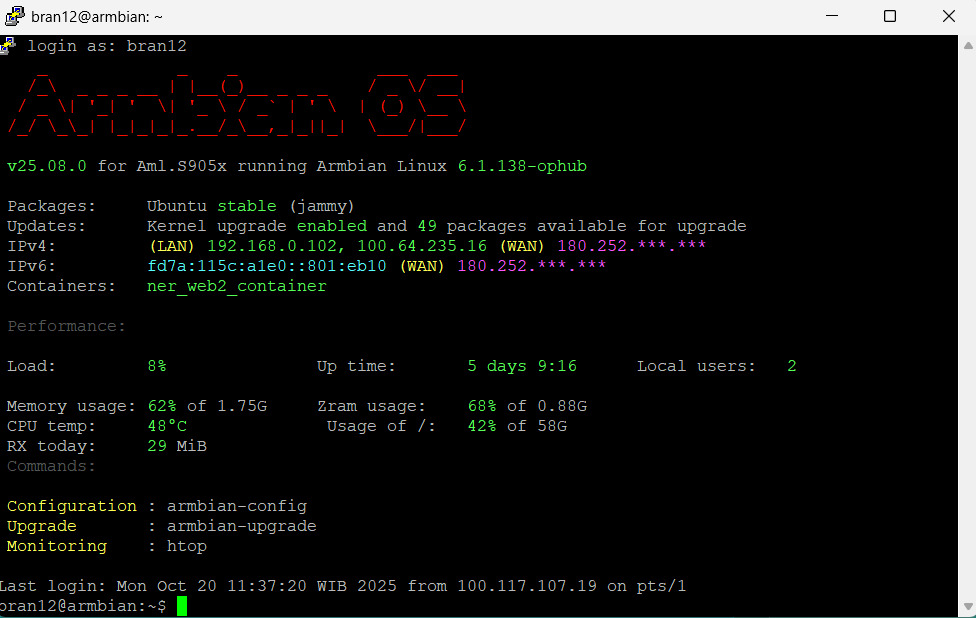 bran12@armbian: ~
login as: bran12
Armbian OS
v25.08.0 for Aml.S905x running Armbian Linux 6.1.138-ophub
Packages: Ubuntu stable (jammy)
Updates: Kernel upgrade enabled and 49 packages available for upgrade
IPv4: (LAN) 192.168.0.102, 100.64.235.16 (WAN) 180.252.***.***
IPv6: fd7a:115c:a1e0::801:eb10 (WAN) 180.252.***.***
Containers: ner_web2_container
Performance:
Load: 8% Up time: 5 days 9:16 Local users: 2
Memory usage: 62% of 1.75G Zram usage: 68% of 0.88G
CPU temp: 48°C Usage of /: 42% of 58G
RX today: 29 MiB
Commands:
Configuration : armbian-config
Upgrade : armbian-upgrade
Monitoring : htop
Last login: Mon Oct 20 11:37:20 WIB 2025 from 100.117.107.19 on pts/1
bran12@armbian:~$